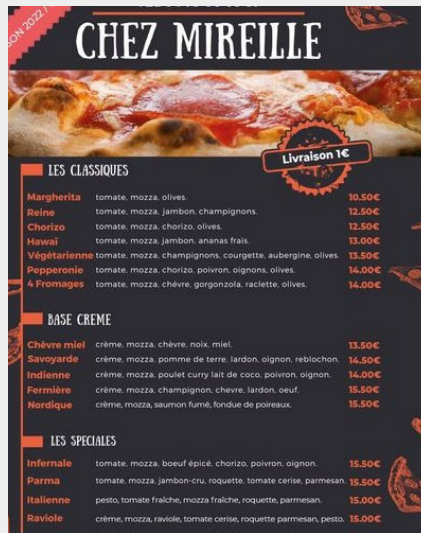 SON 2022/
CHEZ MIREILLE
Livraison 1€
LES CLASSIQUES
Margherita tomate, mozza, olives. 10.50€
Reine tomate, mozza, jambon, champignons. 12.50€
Chorizo tomate, mozza, chorizo, olives. 12.50€
Hawaï tomate, mozza, jambon, ananas frais. 13.00€
Végétarienne tomate, mozza, champignons, courgette, aubergine, olives. 13.50€
Pepperonie tomate, mozza, chorizo, poivron, oignons, olives. 14.00€
4 Fromages tomate, mozza, chèvre, gorgonzola, raclette, olives. 14.00€
BASE CREME
Chèvre miel crème, mozza, chèvre, noix, miel. 13.50€
Savoyarde crème, mozza, pomme de terre, lardon, oignon, reblochon. 14.50€
Indienne crème, mozza, poulet curry lait de coco, poivron, oignon. 14.00€
Fermière crème, mozza, champignon, chevre, lardon, oeuf. 15.50€
Nordique crème, mozza, saumon fumé, fondue de poireaux. 15.50€
LES SPECIALES
Infernale tomate, mozza, boeuf épicé, chorizo, poivron, oignon. 15.50€
Parma tomate, mozza, jambon-cru, roquette, tomate cerise, parmesan. 15.50€
Italienne pesto, tomate fraîche, mozza fraîche, roquette, parmesan. 15.00€
Raviole crème, mozza, raviole, tomate cerise, roquette parmesan, pesto. 15.00€